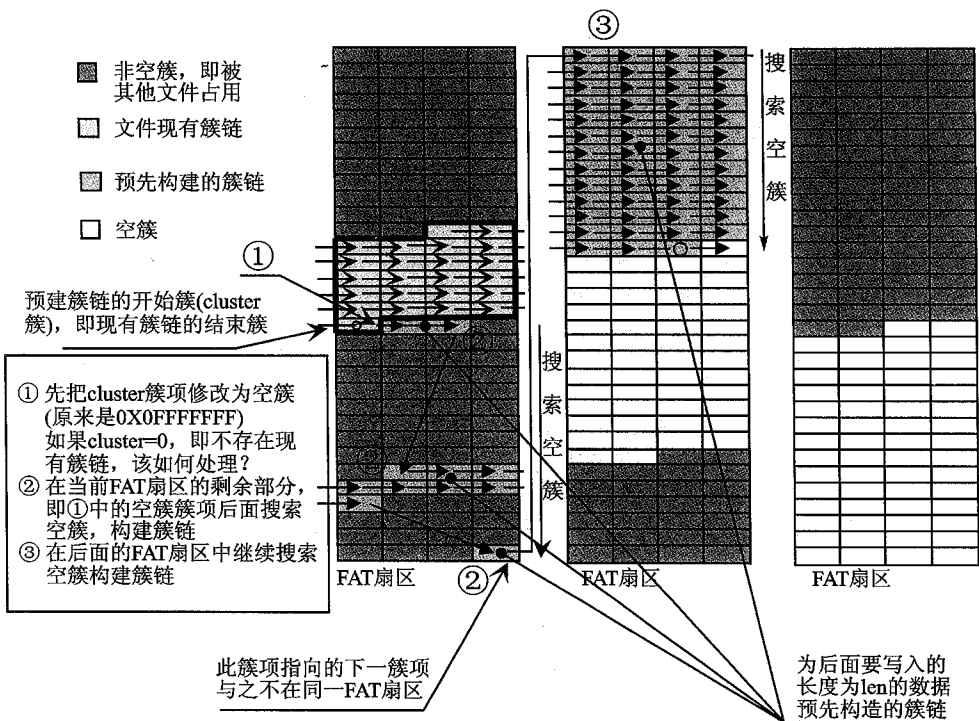 ③
非空簇，即被
其他文件占用
文件现有簇链
预先构建的簇链
空簇
①
预建簇链的开始簇(cluster
簇)，即现有簇链的结束簇
① 先把cluster簇项修改为空簇
(原来是0X0FFFFFFF)
如果cluster=0，即不存在现
有簇链，该如何处理？
② 在当前FAT扇区的剩余部分，
即①中的空簇簇项后面搜索
空簇，构建簇链
③ 在后面的FAT扇区中继续搜索
空簇构建簇链
②
②
②
搜索空簇
搜索空簇
FAT扇区
FAT扇区
FAT扇区
此簇项指向的下一簇项
与之不在同一FAT扇区
为后面要写入的
长度为len的数据
预先构造的簇链